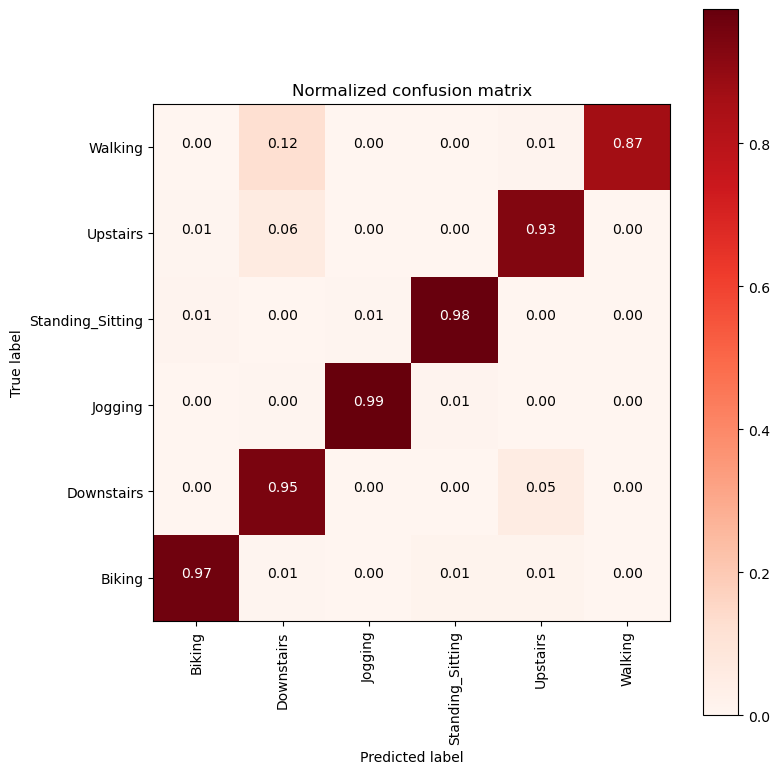 Normalized confusion matrix
Walking 0.00 0.12 0.00 0.00 0.01 0.87
Upstairs 0.01 0.06 0.00 0.00 0.93 0.00
Standing_Sitting 0.01 0.00 0.01 0.98 0.00 0.00
Jogging 0.00 0.00 0.99 0.01 0.00 0.00
Downstairs 0.00 0.95 0.00 0.00 0.05 0.00
Biking 0.97 0.01 0.00 0.01 0.01 0.00
True label
Biking Downstairs Jogging Standing_Sitting Upstairs Walking
Predicted label
0.8
0.6
0.4
0.2
0.0